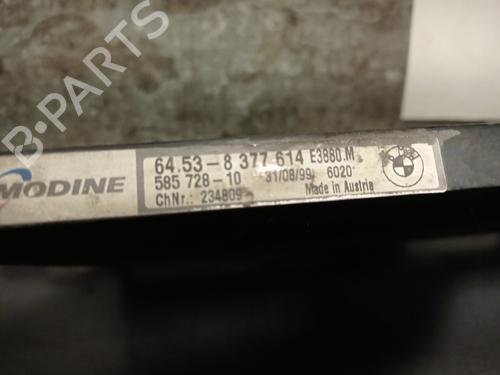 B-PARTS
MODINE
64.53-8 377 614 E3880.M
585 728-10 31/08/99 6020
ChNr.: 234809 Made in Austria